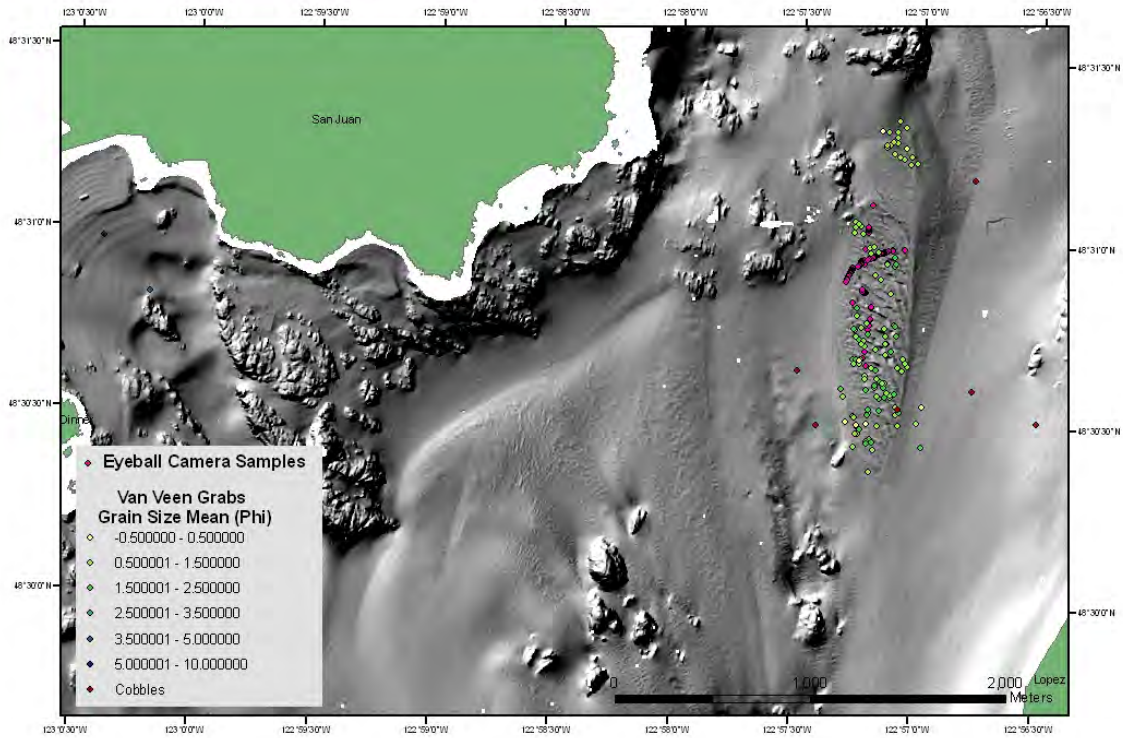 123°0'30"W 123°0'0"W 122°59'30"W 122°59'0"W 122°58'30"W 122°58'0"W 122°57'30"W 122°57'0"W 122°56'30"W
48°31'30"N
48°31'30"N
San Juan
48°31'0"N
48°31'0"N
48°30'30"N
48°30'30"N
Dinne
Eyeball Camera Samples
Van Veen Grabs
Grain Size Mean (Phi)
-0.500000 - 0.500000
0.500001 - 1.500000
1.500001 - 2.500000
2.500001 - 3.500000
3.500001 - 5.000000
5.000001 - 10.000000
Cobbles
48°30'0"N
48°30'0"N
0 1,000 2,000
Meters
Lopez
123°0'30"W 123°0'0"W 122°59'30"W 122°59'0"W 122°58'30"W 122°58'0"W 122°57'30"W 122°57'0"W 122°56'30"W